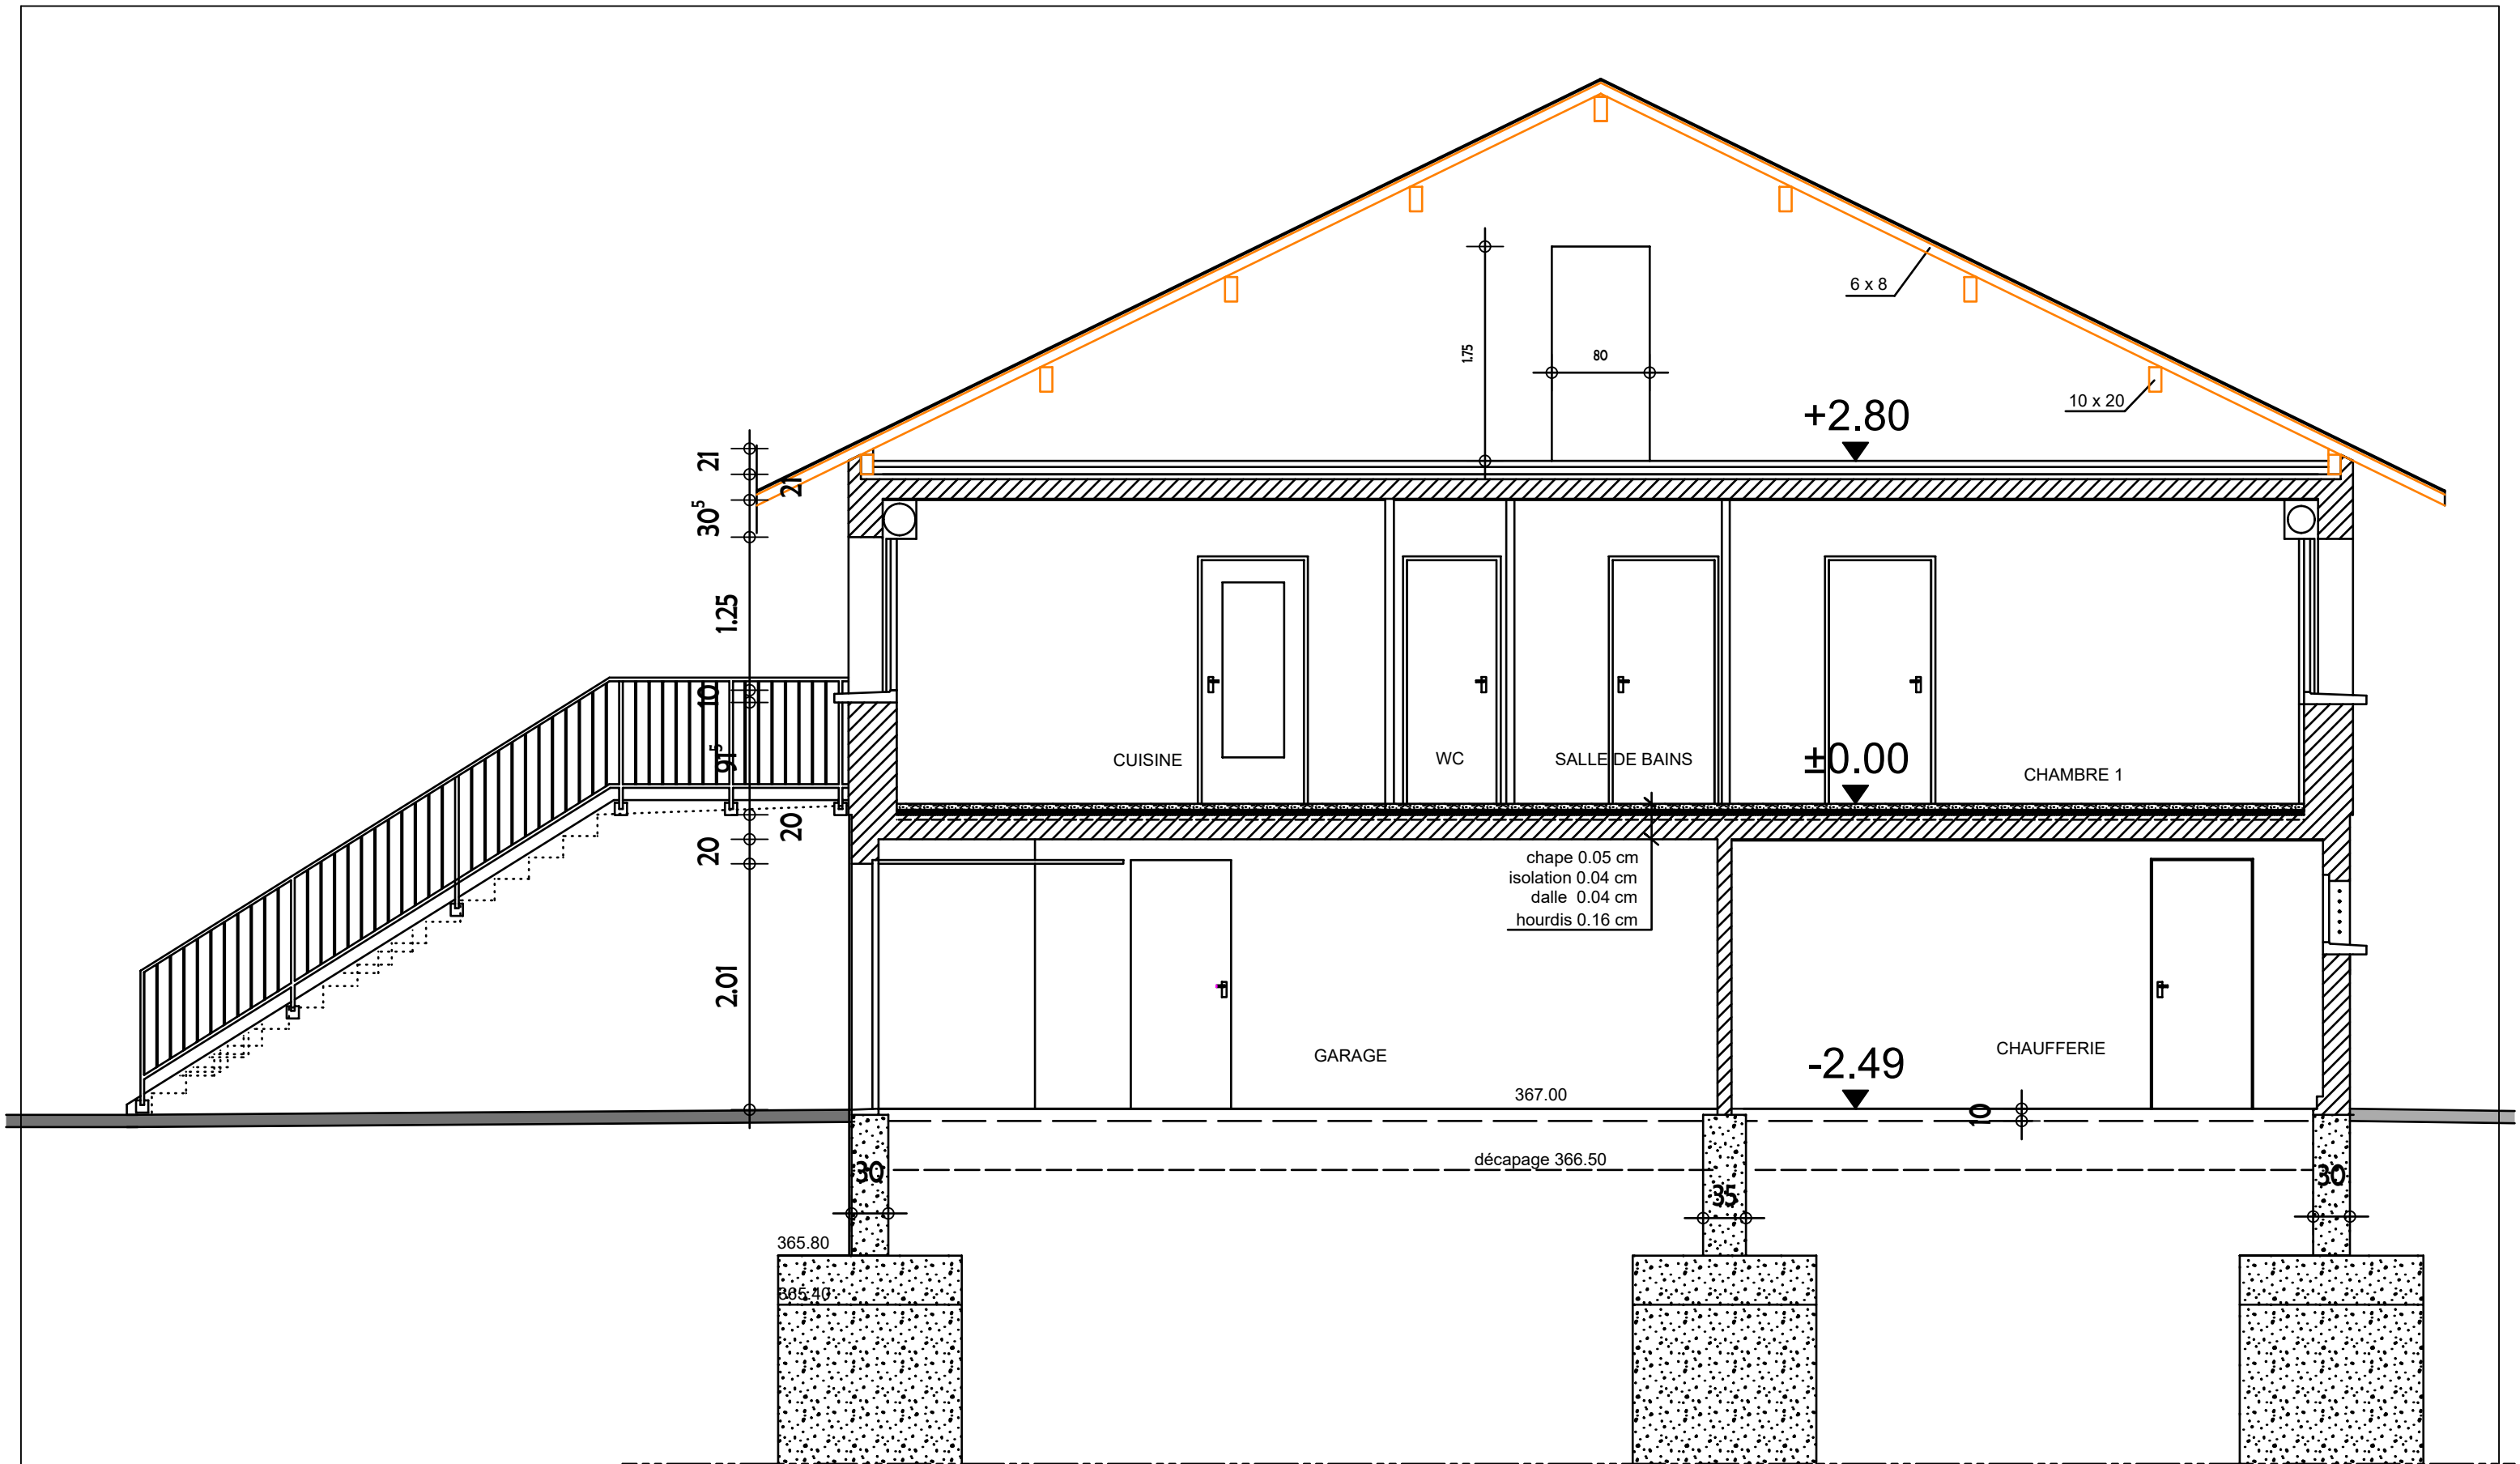 6 x 8
1.75
80
10 x 20
+2.80
21
21
30⁵
1.25
10
91⁵
CUISINE
WC
SALLE DE BAINS
±0.00
CHAMBRE 1
20
20
chape 0.05 cm
isolation 0.04 cm
dalle 0.04 cm
hourdis 0.16 cm
2.01
GARAGE
CHAUFFERIE
-2.49
367.00
10
décapage 366.50
30
35
30
365.80
365.40